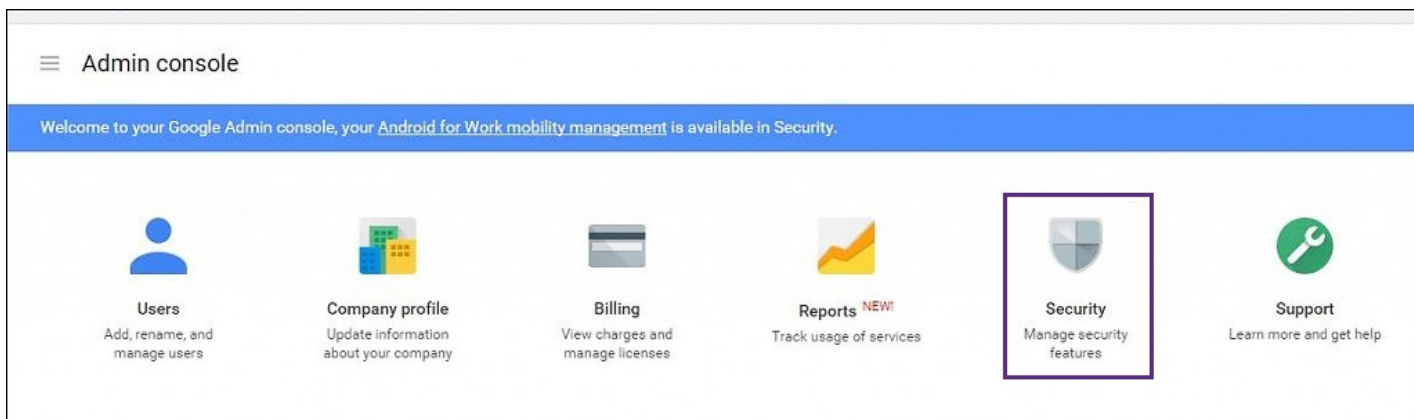 Admin console
Welcome to your Google Admin console, your Android for Work mobility management is available in Security.
Users
Add, rename, and
manage users
Company profile
Update information
about your company
Billing
View charges and
manage licenses
Reports NEW!
Track usage of services
Security
Manage security
features
Support
Learn more and get help